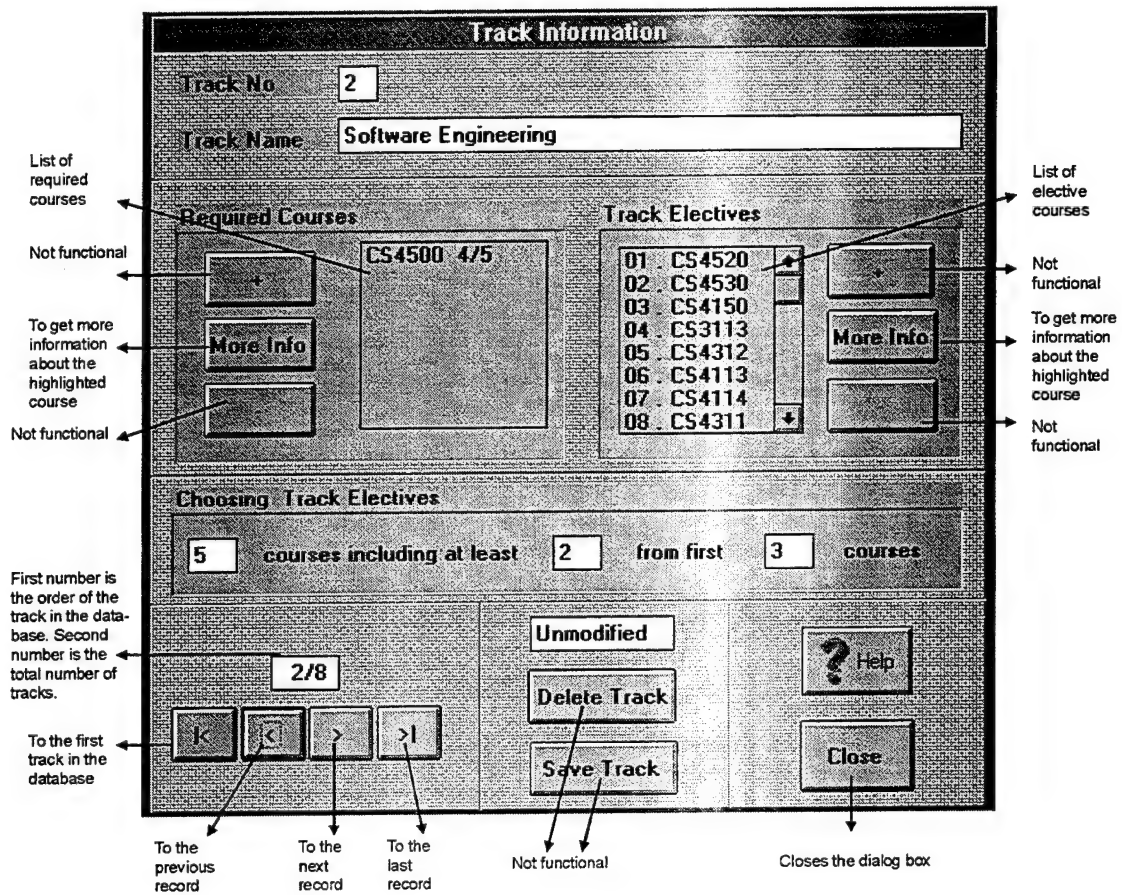 Track Information
Track No 2
Track Name Software Engineering
List of
required
courses
List of
elective
courses
Required Courses
Track Electives
Not functional
+
CS4500 4/5
01 . CS4520
02 . CS4530
03 . CS4150
04 . CS3113
05 . CS4312
06 . CS4113
07 . CS4114
08 . CS4311
+
Not
functional
To get more
information
about the
highlighted
course
More Info
More Info
To get more
information
about the
highlighted
course
Not functional
Not
functional
Choosing Track Electives
5 courses including at least 2 from first 3 courses
First number is
the order of the
track in the data-
base. Second
number is the
total number of
tracks.
2/8
Unmodified
? Help
Delete Track
To the first
track in the
database
|< < > >|
Save Track
Close
To the
previous
record
To the
next
record
To the
last
record
Not functional
Closes the dialog box